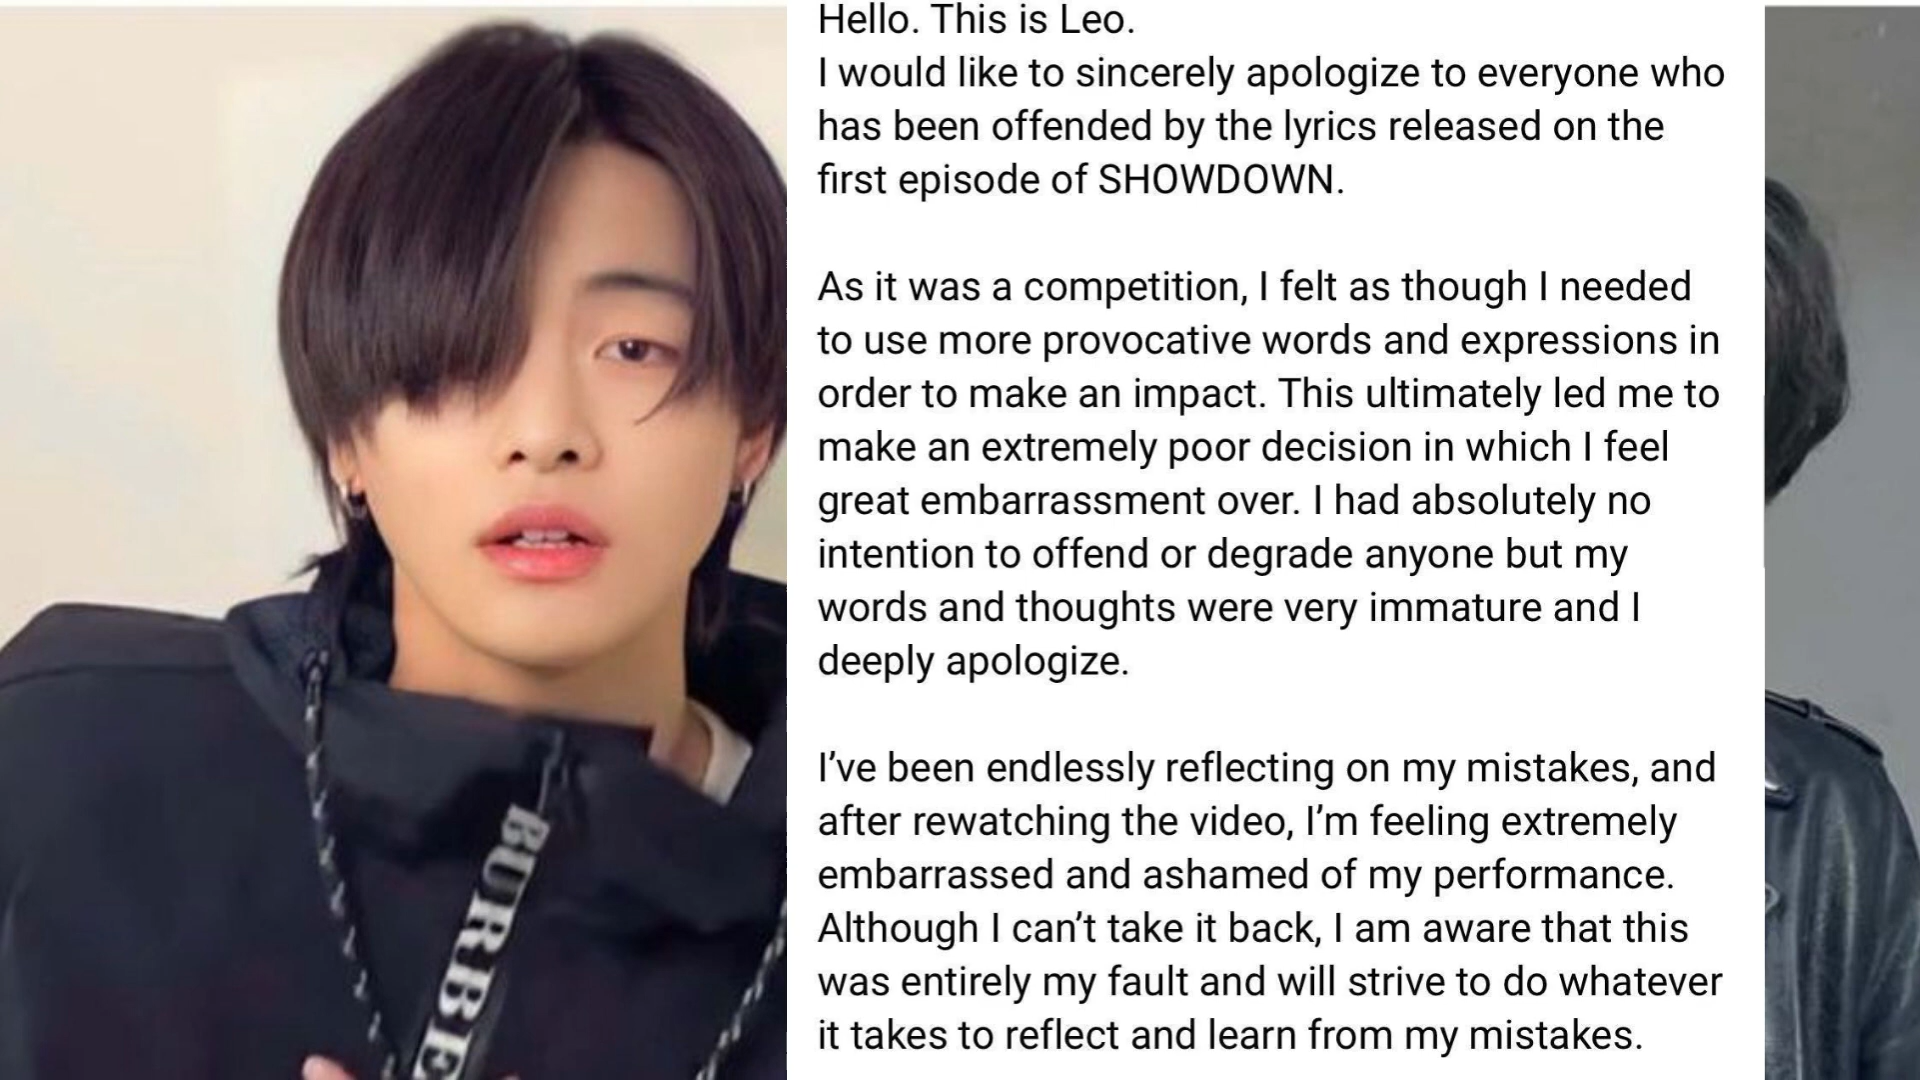 Hello. This is Leo.
I would like to sincerely apologize to everyone who
has been offended by the lyrics released on the
first episode of SHOWDOWN.
As it was a competition, I felt as though I needed
to use more provocative words and expressions in
order to make an impact. This ultimately led me to
make an extremely poor decision in which I feel
great embarrassment over. I had absolutely no
intention to offend or degrade anyone but my
words and thoughts were very immature and I
deeply apologize.
I've been endlessly reflecting on my mistakes, and
after rewatching the video, I'm feeling extremely
embarrassed and ashamed of my performance.
Although I can't take it back, I am aware that this
was entirely my fault and will strive to do whatever
it takes to reflect and learn from my mistakes.
BURBE